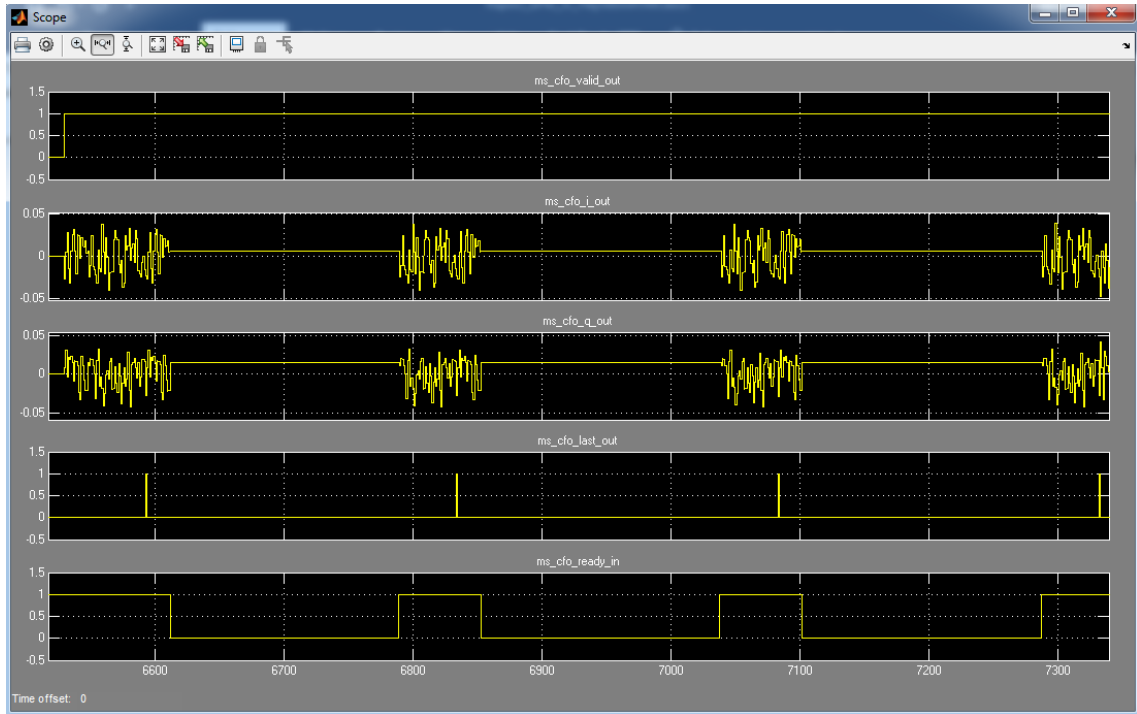 Scope
ms_cfo_valid_out
1.5
1
0.5
0
-0.5
ms_cfo_i_out
0.05
0
-0.05
ms_cfo_q_out
0.05
0
-0.05
ms_cfo_last_out
1.5
1
0.5
0
-0.5
ms_cfo_ready_in
1.5
1
0.5
0
-0.5
6600 6700 6800 6900 7000 7100 7200 7300
Time offset: 0